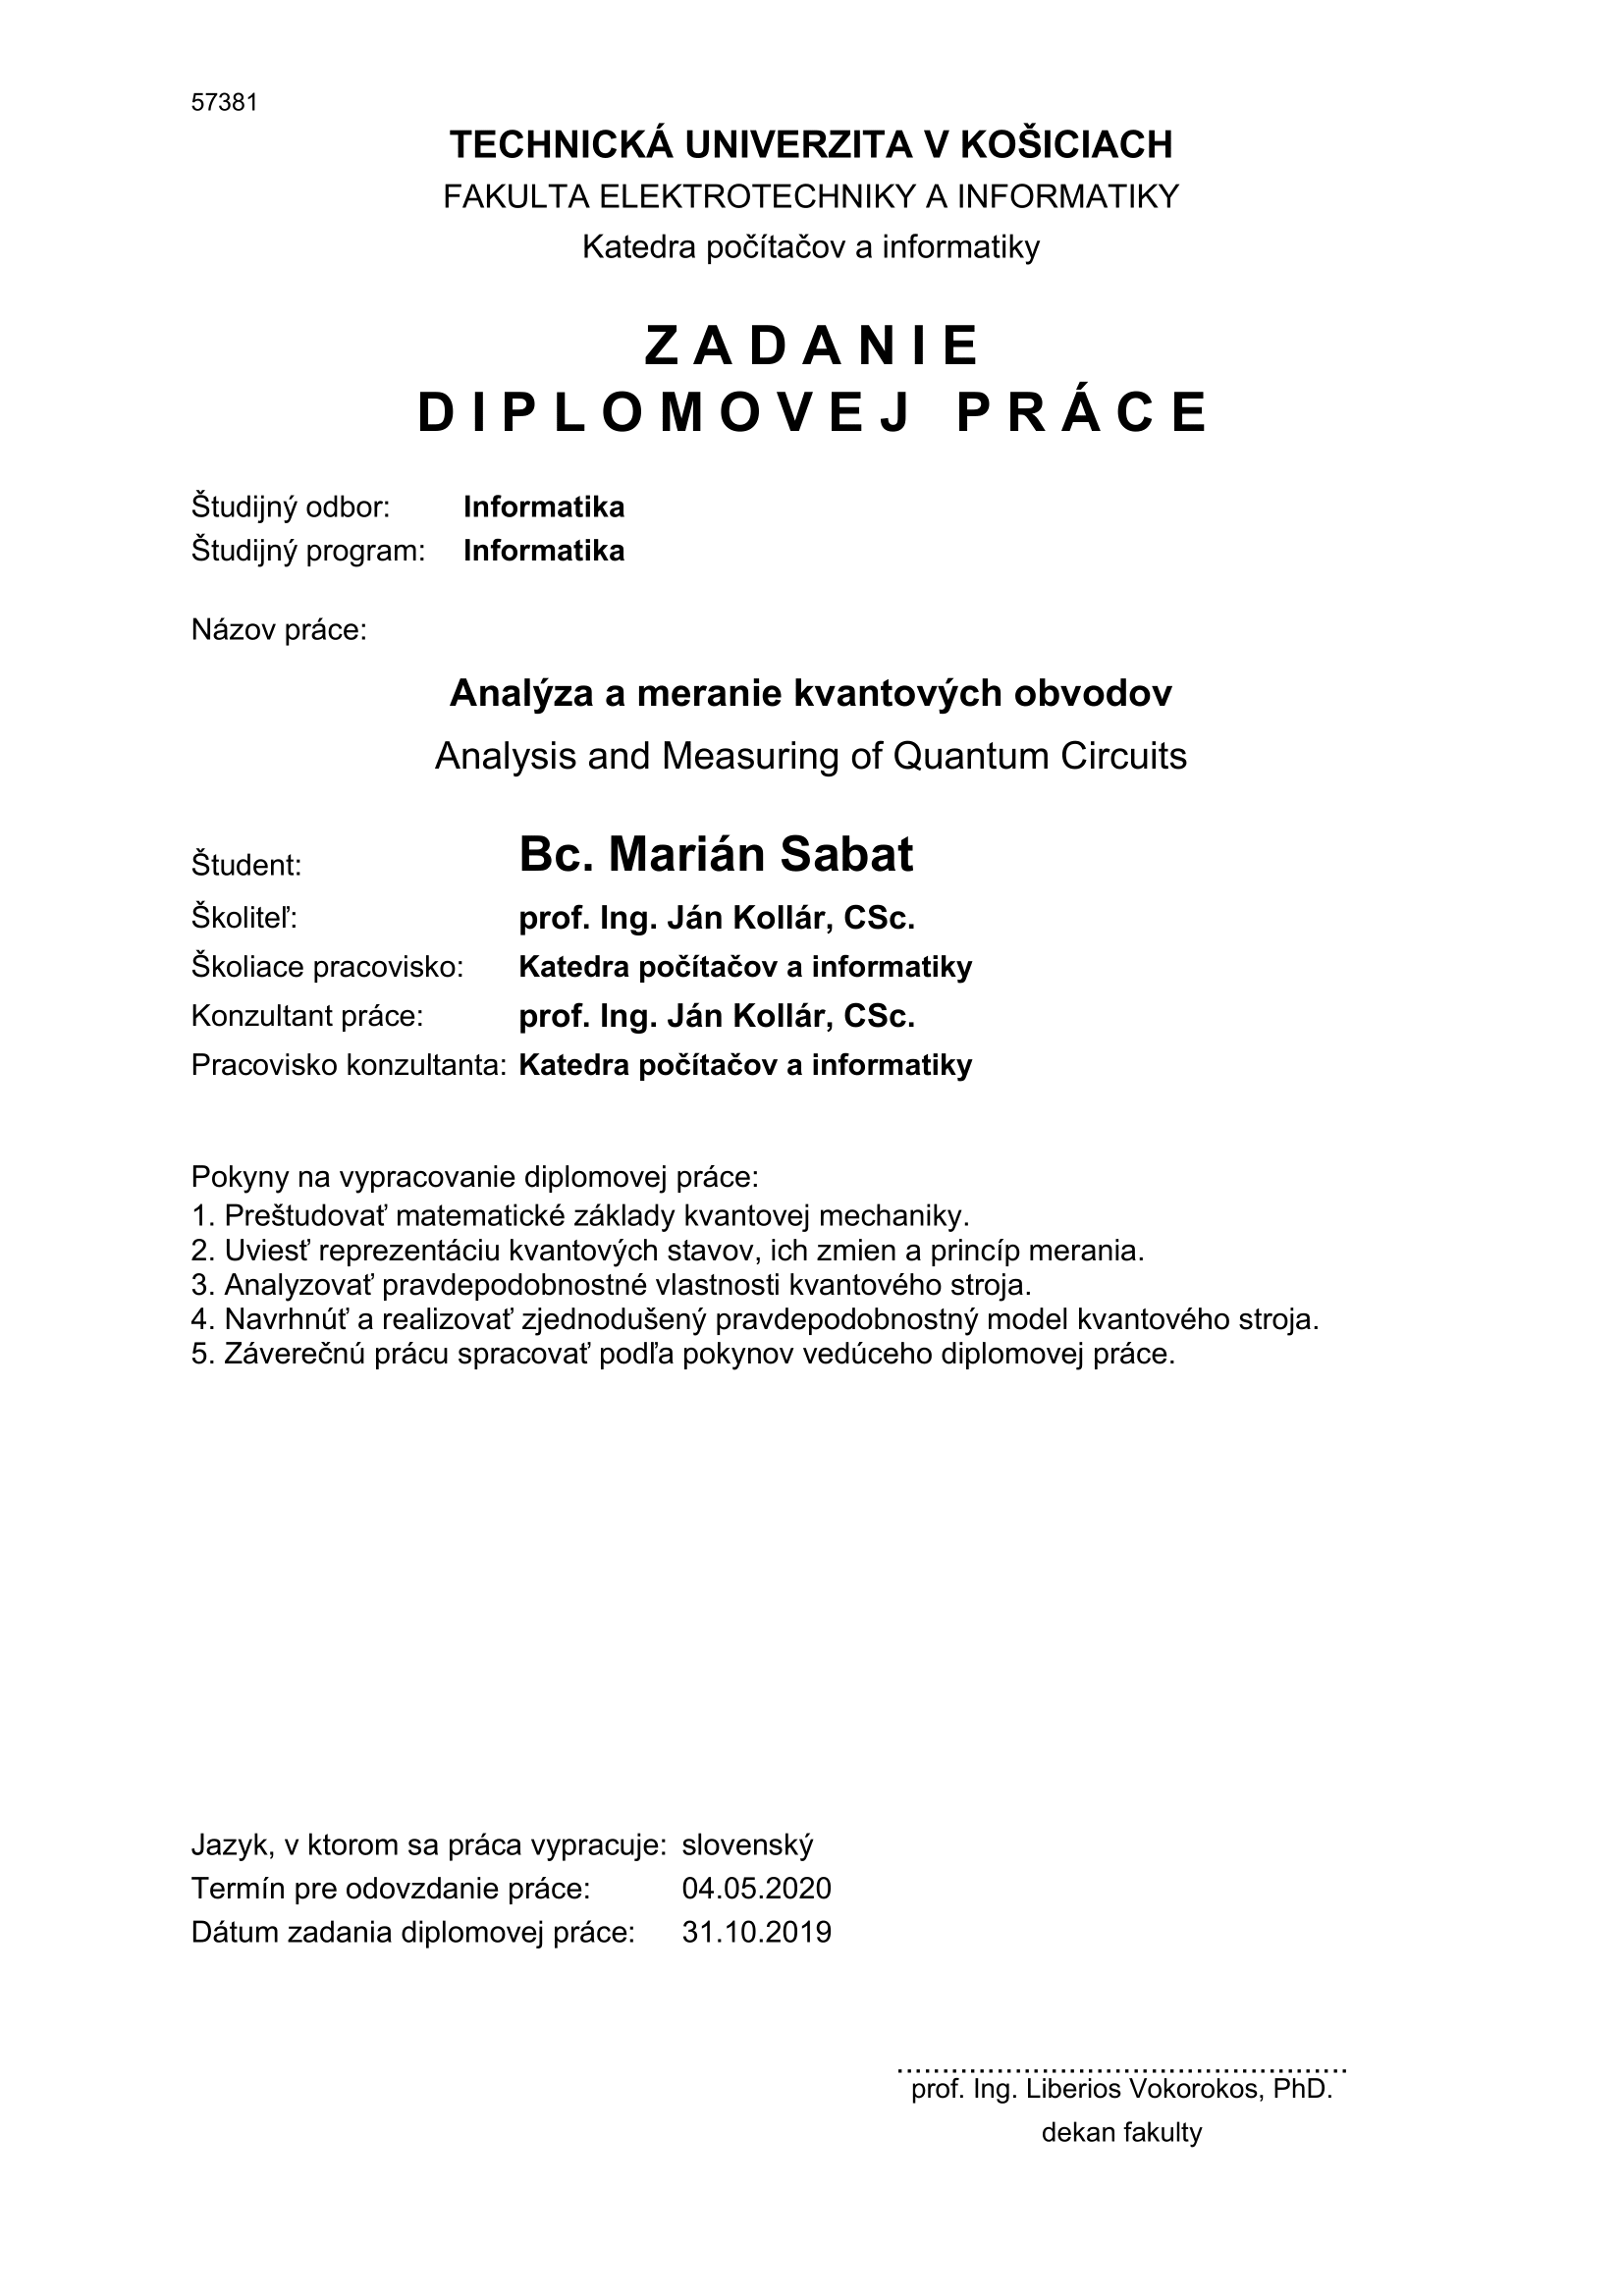 57381
TECHNICKÁ UNIVERZITA V KOŠICIACH
FAKULTA ELEKTROTECHNIKY A INFORMATIKY
Katedra počítačov a informatiky
ZADANIE
DIPLOMOVEJ PRÁCE
Študijný odbor: Informatika
Študijný program: Informatika
Názov práce:
Analýza a meranie kvantových obvodov
Analysis and Measuring of Quantum Circuits
Študent: Bc. Marián Sabat
Školiteľ: prof. Ing. Ján Kollár, CSc.
Školiace pracovisko: Katedra počítačov a informatiky
Konzultant práce: prof. Ing. Ján Kollár, CSc.
Pracovisko konzultanta: Katedra počítačov a informatiky
Pokyny na vypracovanie diplomovej práce:
1. Preštudovať matematické základy kvantovej mechaniky.
2. Uviesť reprezentáciu kvantových stavov, ich zmien a princíp merania.
3. Analyzovať pravdepodobnostné vlastnosti kvantového stroja.
4. Navrhnúť a realizovať zjednodušený pravdepodobnostný model kvantového stroja.
5. Záverečnú prácu spracovať podľa pokynov vedúceho diplomovej práce.
Jazyk, v ktorom sa práca vypracuje: slovenský
Termín pre odovzdanie práce: 04.05.2020
Dátum zadania diplomovej práce: 31.10.2019
..................................................
prof. Ing. Liberios Vokorokos, PhD.
dekan fakulty